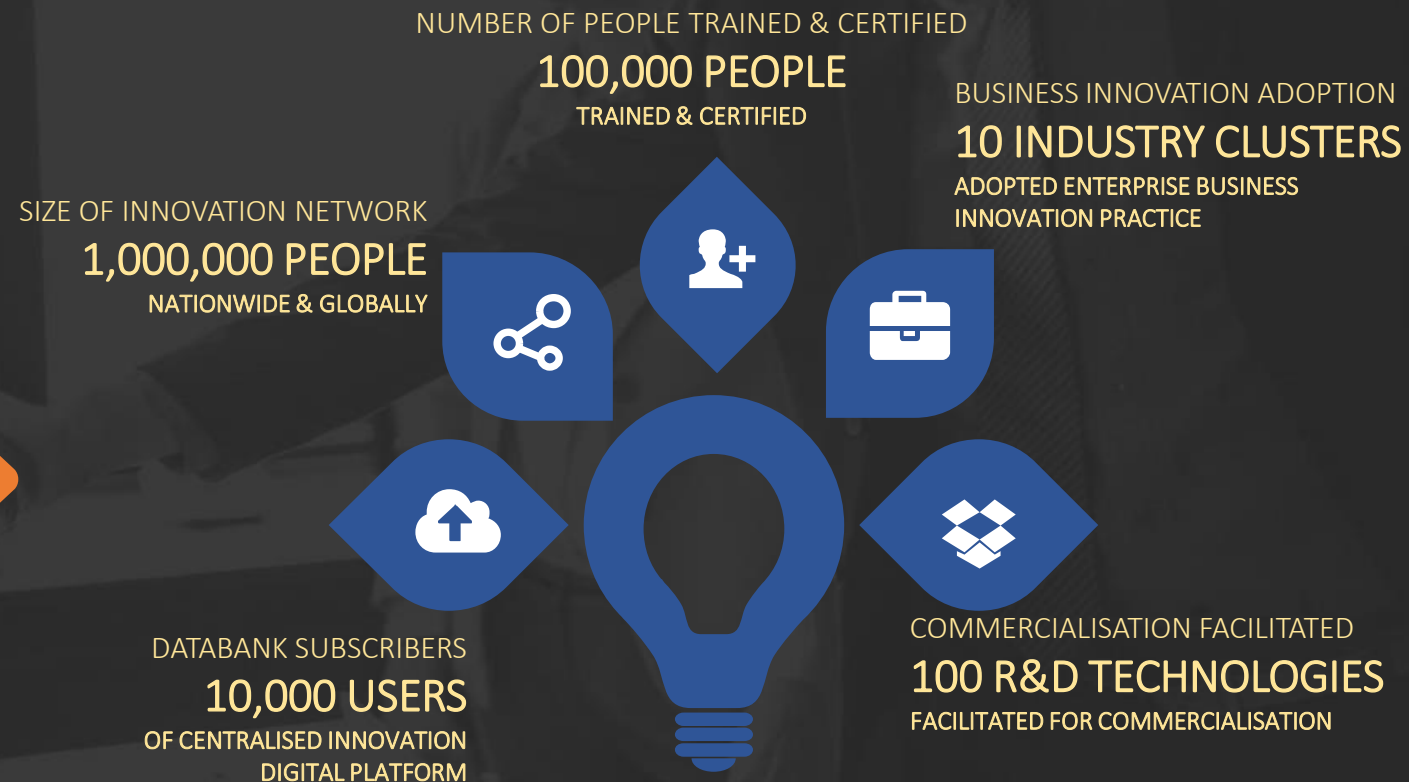 NUMBER OF PEOPLE TRAINED & CERTIFIED
100,000 PEOPLE
TRAINED & CERTIFIED
BUSINESS INNOVATION ADOPTION
10 INDUSTRY CLUSTERS
ADOPTED ENTERPRISE BUSINESS
INNOVATION PRACTICE
SIZE OF INNOVATION NETWORK
1,000,000 PEOPLE
NATIONWIDE & GLOBALLY
DATABANK SUBSCRIBERS
10,000 USERS
OF CENTRALISED INNOVATION
DIGITAL PLATFORM
COMMERCIALISATION FACILITATED
100 R&D TECHNOLOGIES
FACILITATED FOR COMMERCIALISATION